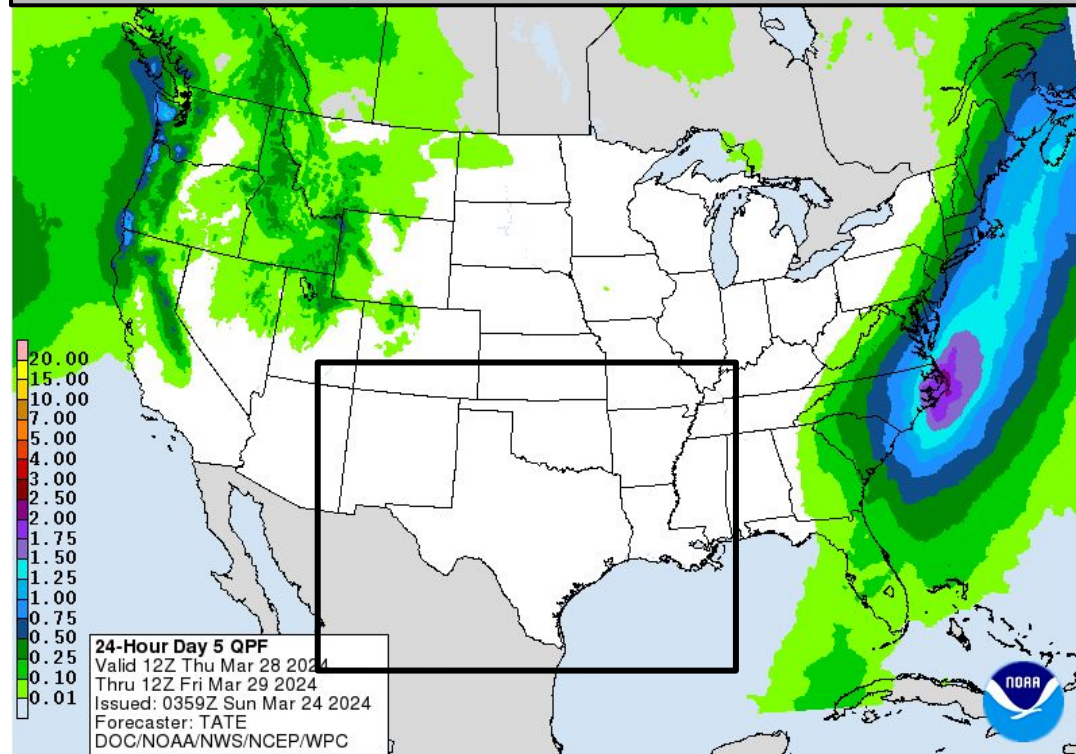 20.00
15.00
10.00
7.00
5.00
4.00
3.00
2.50
2.00
1.75
1.50
1.25
1.00
0.75
0.50
0.25
0.10
0.01
24-Hour Day 5 QPF
Valid 12Z Thu Mar 28 2024
Thru 12Z Fri Mar 29 2024
Issued: 0359Z Sun Mar 24 2024
Forecaster: TATE
DOC/NOAA/NWS/NCEP/WPC
NOAA